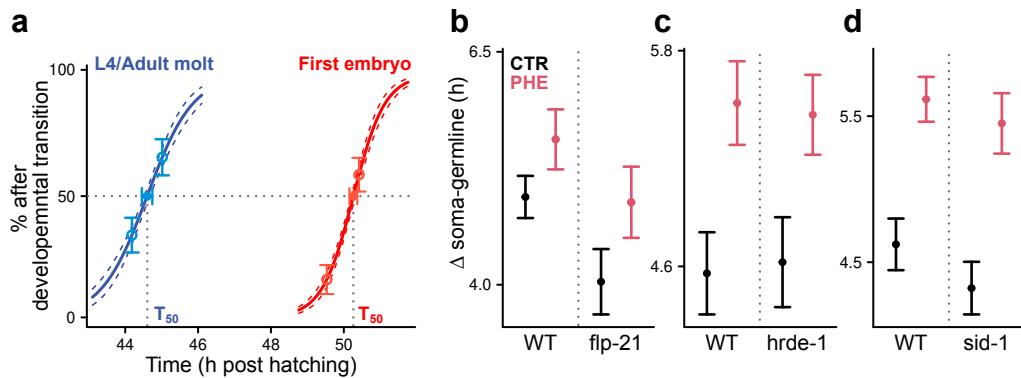 a
L4/Adult molt
First embryo
100
50
0
% after
developemntal transition
T50
T50
44
46
48
50
Time (h post hatching)
b
6.5
4.0
Δ soma-germline (h)
CTR
PHE
WT
flp-21
c
5.8
4.6
WT
hrde-1
d
5.5
4.5
WT
sid-1